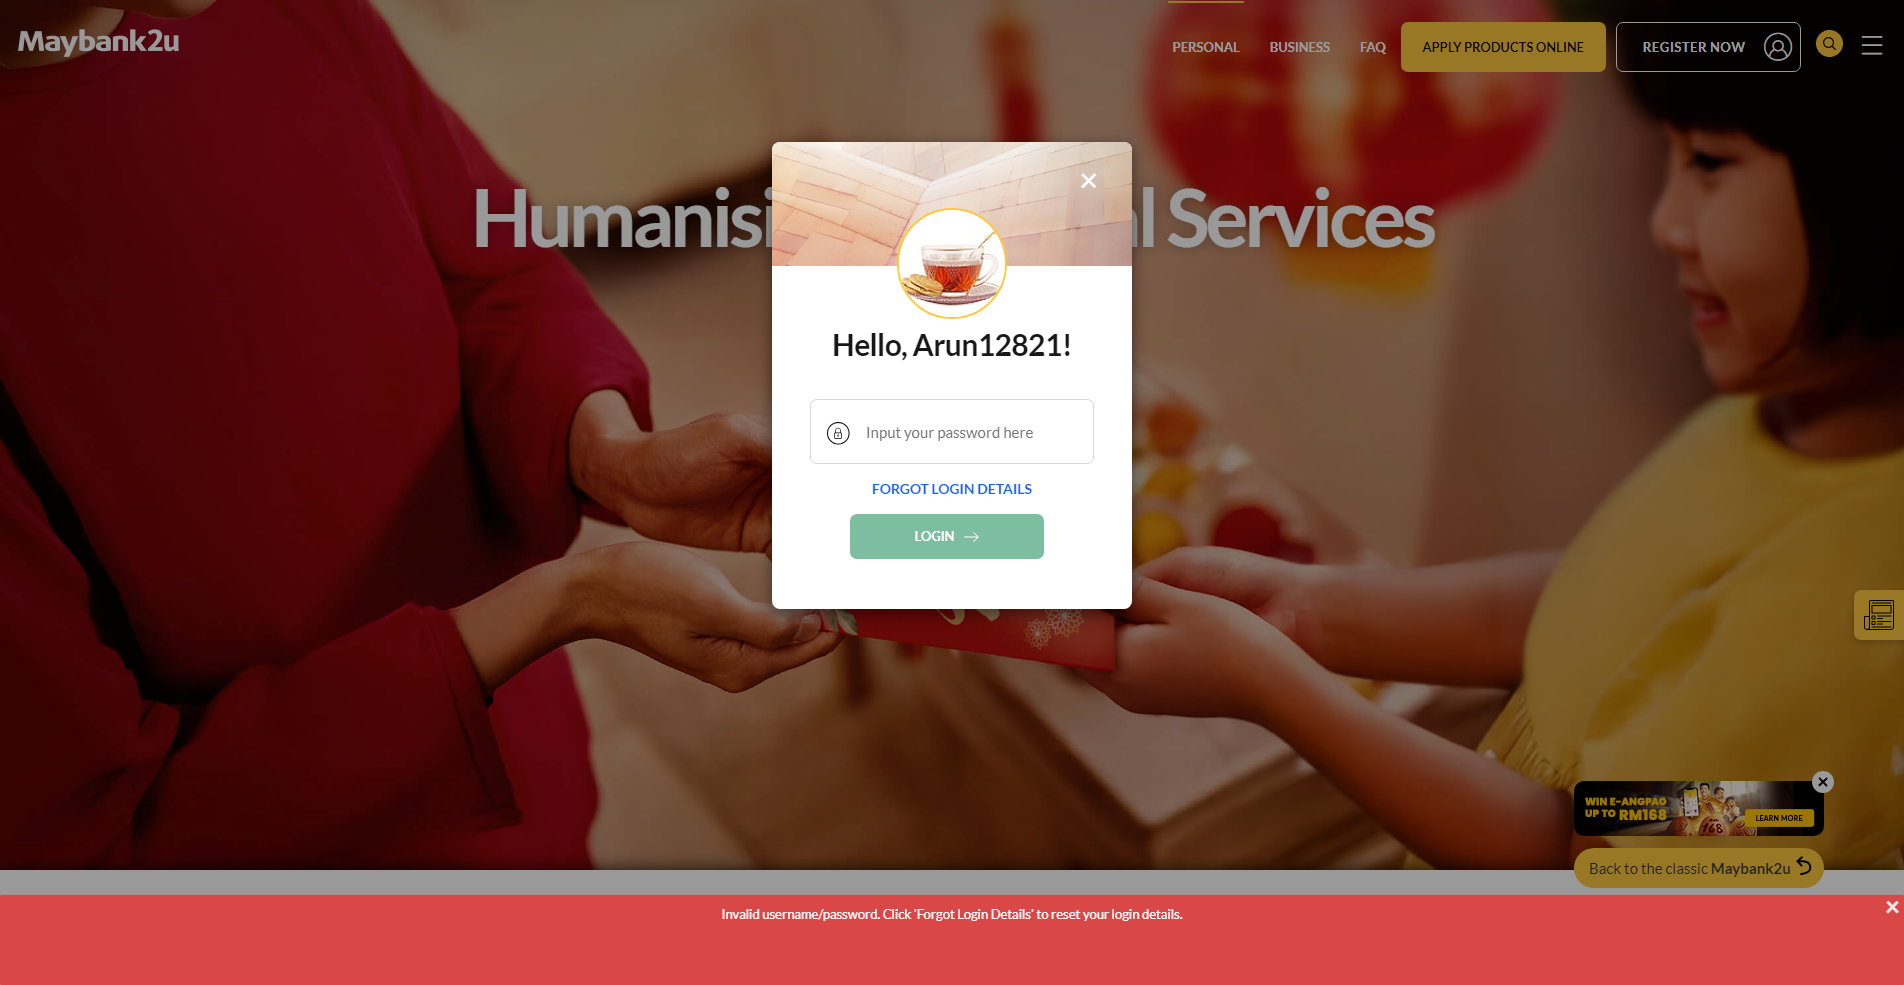 Maybank2u
PERSONAL
BUSINESS
FAQ
APPLY PRODUCTS ONLINE
REGISTER NOW
Humanisi
l Services
Hello, Arun12821!
Input your password here
FORGOT LOGIN DETAILS
LOGIN
WIN E-ANGPAO
UP TO RM168
168
LEARN MORE
Back to the classic Maybank2u
Invalid username/password. Click 'Forgot Login Details' to reset your login details.